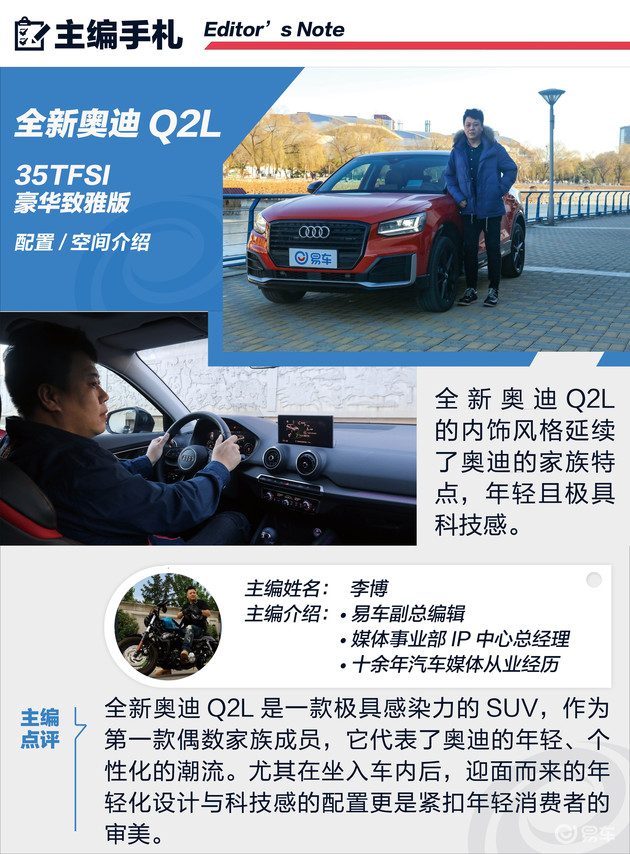 主编手札 Editor’s Note
全新奥迪 Q2L
35TFSI
豪华致雅版
配置 / 空间介绍
易车
全新奥迪 Q2L
的内饰风格延续
了奥迪的家族特
点，年轻且极具
科技感。
主编姓名： 李博
主编介绍：• 易车副总编辑
• 媒体事业部 IP 中心总经理
• 十余年汽车媒体从业经历
主编
点评
全新奥迪 Q2L 是一款极具感染力的 SUV，作为
第一款偶数家族成员，它代表了奥迪的年轻、个
性化的潮流。尤其在坐入车内后，迎面而来的年
轻化设计与科技感的配置更是紧扣年轻消费者的
审美。
易车